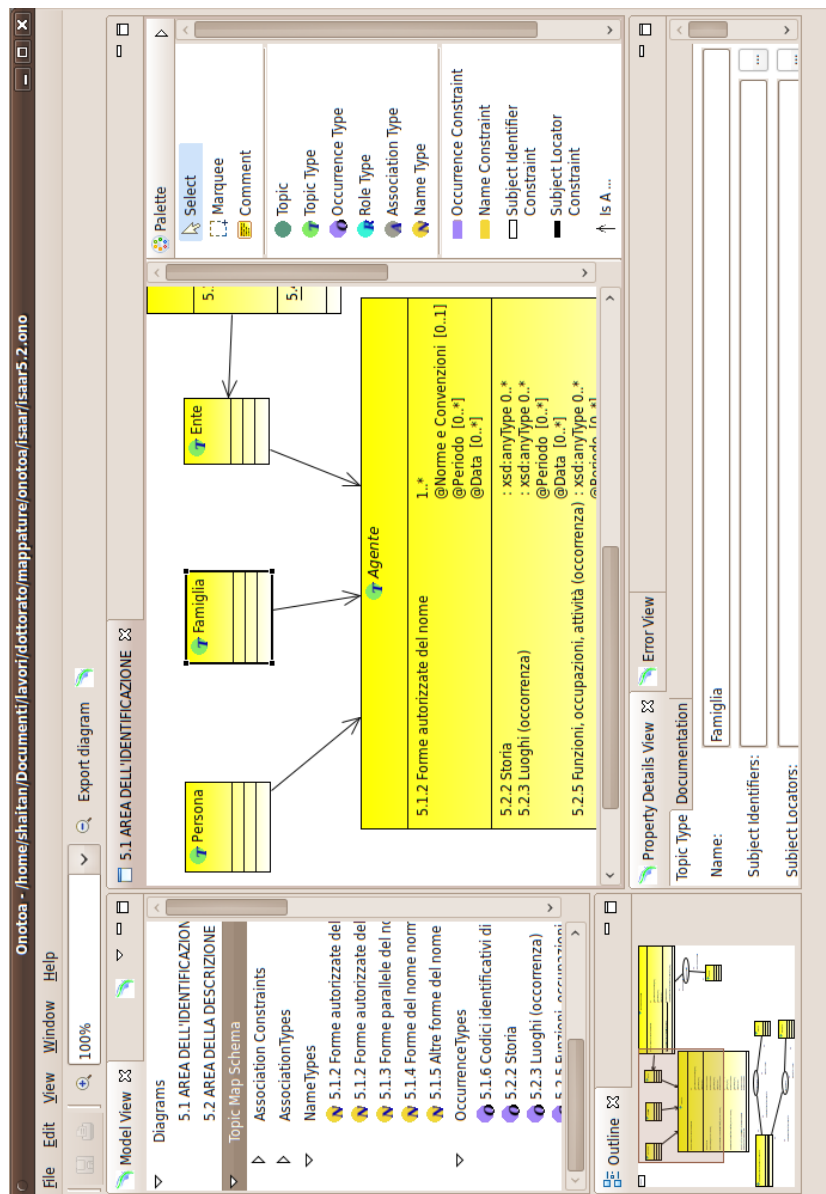 Onotoa - /home/shaitan/Documenti/lavori/dottorato/mappature/onotoa/isaar/isaar5.2.ono
File Edit View Window Help
100%
Export diagram
Model View
Diagrams
5.1 AREA DELL'IDENTIFICAZION
5.2 AREA DELLA DESCRIZIONE
Topic Map Schema
Association Constraints
AssociationTypes
NameTypes
N 5.1.2 Forme autorizzate del
N 5.1.2 Forme autorizzate del
N 5.1.3 Forme parallele del no
N 5.1.4 Forme del nome norm
N 5.1.5 Altre forme del nome
OccurrenceTypes
O 5.1.6 Codici identificativi di
O 5.2.2 Storia
O 5.2.3 Luoghi (occorrenza)
O 5.2.5 Funzioni, occupazioni
Outline
5.1 AREA DELL'IDENTIFICAZIONE
T Persona
T Famiglia
T Ente
T Agente
5.1.2 Forme autorizzate del nome 1..*
@Norme e Convenzioni [0..1]
@Periodo [0..*]
@Data [0..*]
5.2.2 Storia : xsd:anyType 0..*
5.2.3 Luoghi (occorrenza) : xsd:anyType 0..*
@Periodo [0..*]
@Data [0..*]
5.2.5 Funzioni, occupazioni, attività (occorrenza) : xsd:anyType 0..*
@Periodo [0..*]
Palette
Select
Marquee
Comment
Topic
T Topic Type
O Occurrence Type
R Role Type
A Association Type
N Name Type
Occurrence Constraint
Name Constraint
Subject Identifier
Constraint
Subject Locator
Constraint
Is A ...
Property Details View
Error View
Topic Type Documentation
Name: Famiglia
Subject Identifiers: ...
Subject Locators: ...